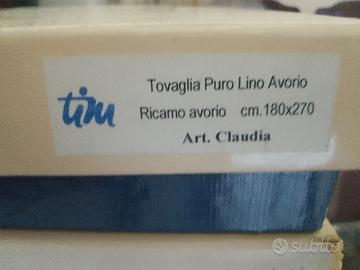 tim
Tovaglia Puro Lino Avorio
Ricamo avorio cm.180x270
Art. Claudia
subito